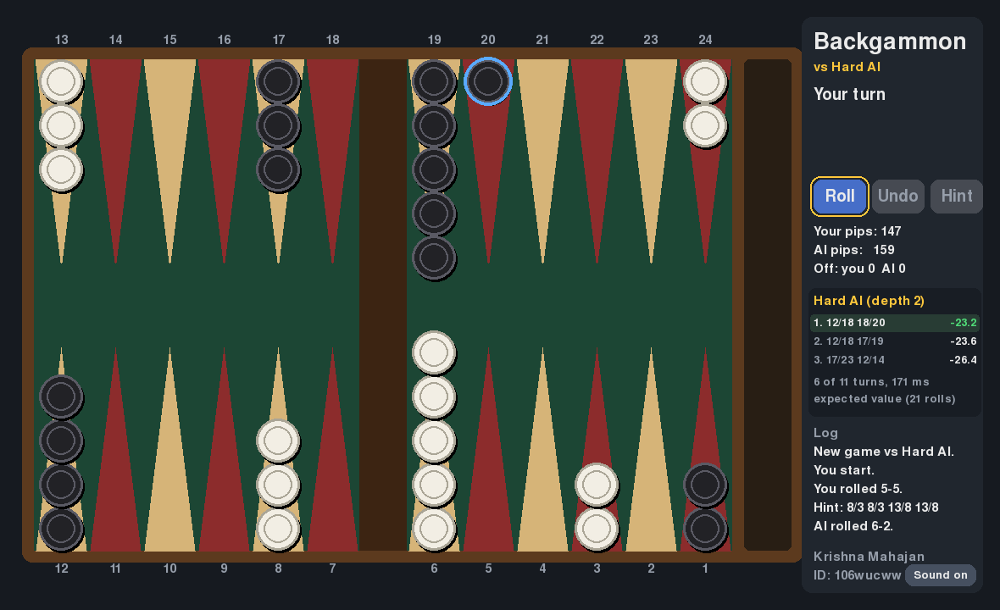 13 14 15 16 17 18 19 20 21 22 23 24
12 11 10 9 8 7 6 5 4 3 2 1
Backgammon
vs Hard AI
Your turn
Roll Undo Hint
Your pips: 147
AI pips: 159
Off: you 0 AI 0
Hard AI (depth 2)
1. 12/18 18/20 -23.2
2. 12/18 17/19 -23.6
3. 17/23 12/14 -26.4
6 of 11 turns, 171 ms
expected value (21 rolls)
Log
New game vs Hard AI.
You start.
You rolled 5-5.
Hint: 8/3 8/3 13/8 13/8
AI rolled 6-2.
Krishna Mahajan
ID: 106wucww Sound on